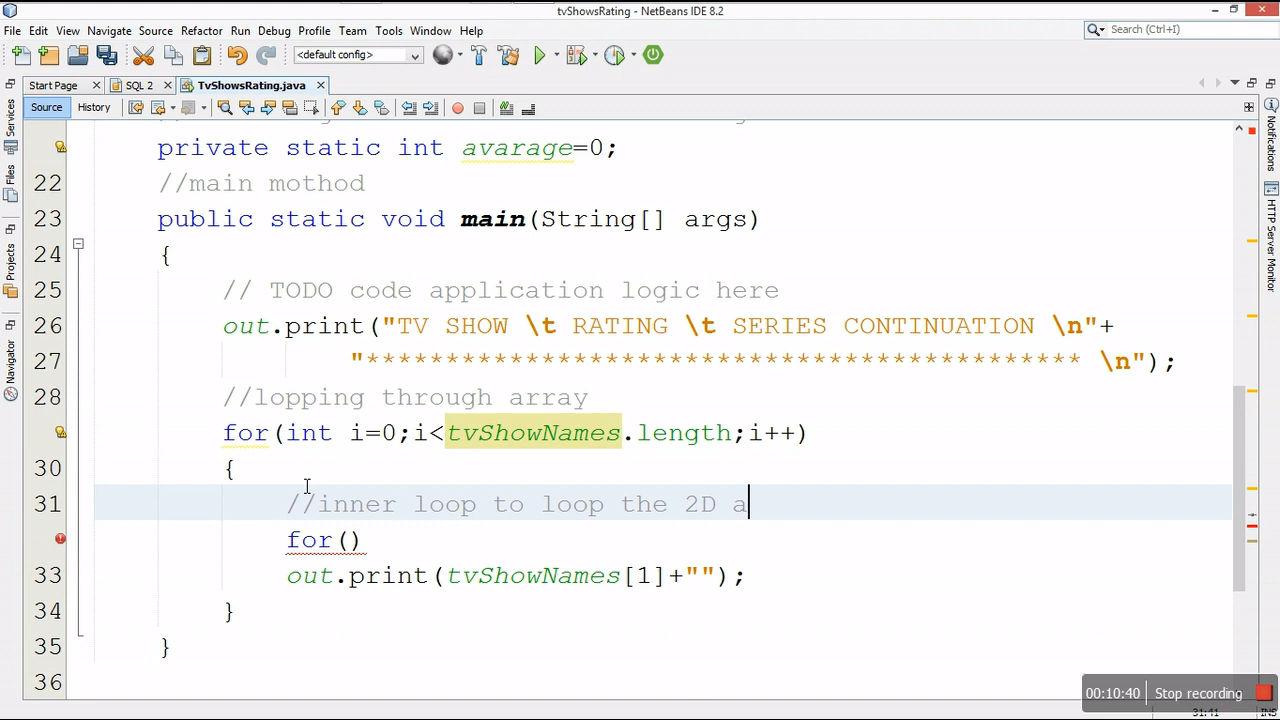 tvShowsRating - NetBeans IDE 8.2
File Edit View Navigate Source Refactor Run Debug Profile Team Tools Window Help
<default config>
Search (Ctrl+I)
Start Page SQL 2 TvShowsRating.java
Source History
private static int avarage=0;
22 //main mothod
23 public static void main(String[] args)
24 {
25 // TODO code application logic here
26 out.print("TV SHOW \t RATING \t SERIES CONTINUATION \n"+
27 "********************************************* \n");
28 //lopping through array
for(int i=0;i<tvShowNames.length;i++)
30 {
31 //inner loop to loop the 2D a
for()
33 out.print(tvShowNames[1]+"");
34 }
35 }
36
Services
Files
Projects
Navigator
Notifications
HTTP Server Monitor
00:10:40 Stop recording
31:41 INS